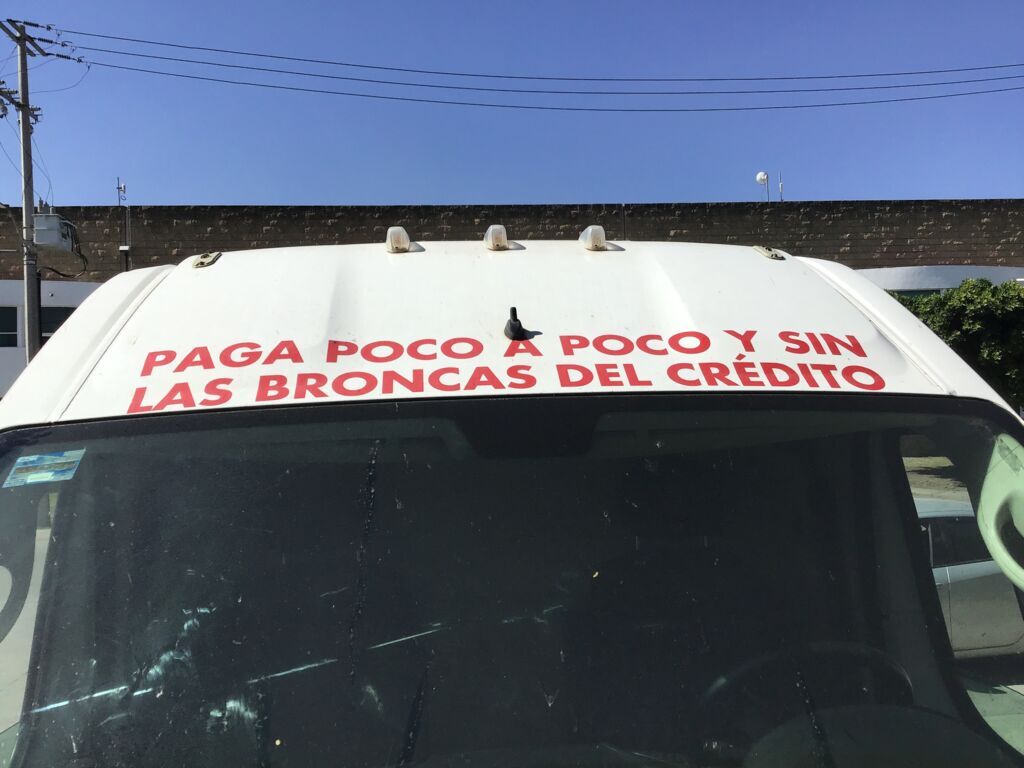 PAGA POCO A POCO Y SIN
LAS BRONCAS DEL CRÉDITO